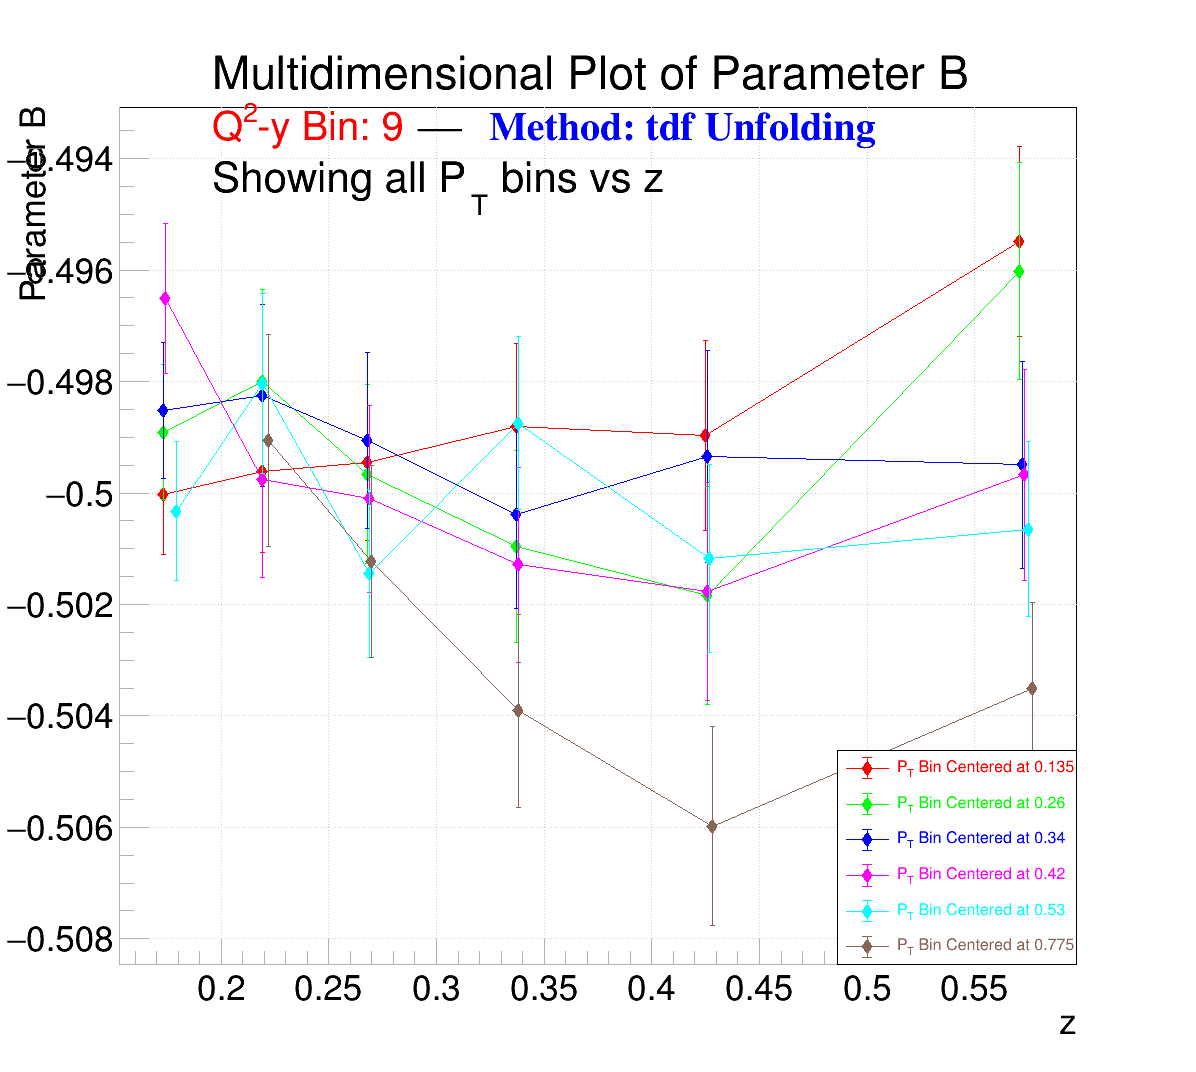 Multidimensional Plot of Parameter B
Q2-y Bin: 9 — Method: tdf Unfolding
Showing all PT bins vs z
Parameter B
−0.494
−0.496
−0.498
−0.5
−0.502
−0.504
−0.506
−0.508
PT Bin Centered at 0.135
PT Bin Centered at 0.26
PT Bin Centered at 0.34
PT Bin Centered at 0.42
PT Bin Centered at 0.53
PT Bin Centered at 0.775
0.2 0.25 0.3 0.35 0.4 0.45 0.5 0.55
z